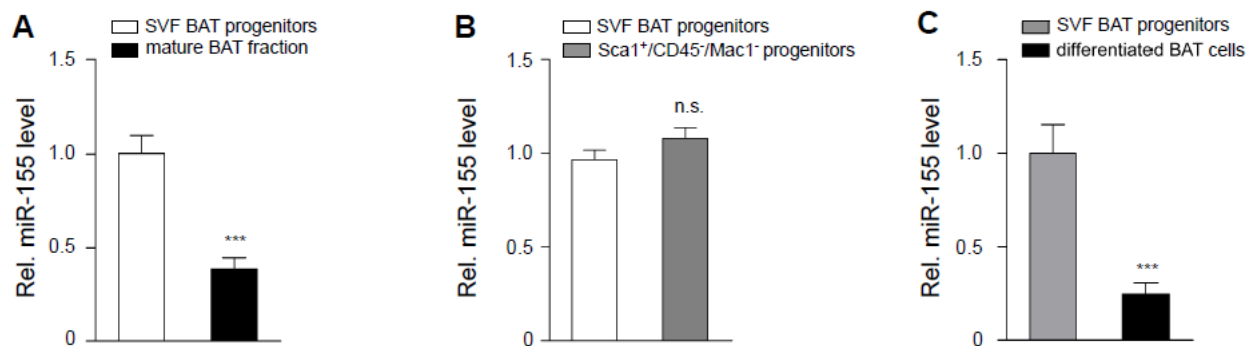 A
SVF BAT progenitors
mature BAT fraction
Rel. miR-155 level
1.5
1.0
0.5
0
***
B
SVF BAT progenitors
Sca1⁺/CD45⁻/Mac1⁻ progenitors
Rel. miR-155 level
1.5
1.0
0.5
0
n.s.
C
SVF BAT progenitors
differentiated BAT cells
Rel. miR-155 level
1.5
1.0
0.5
0
***